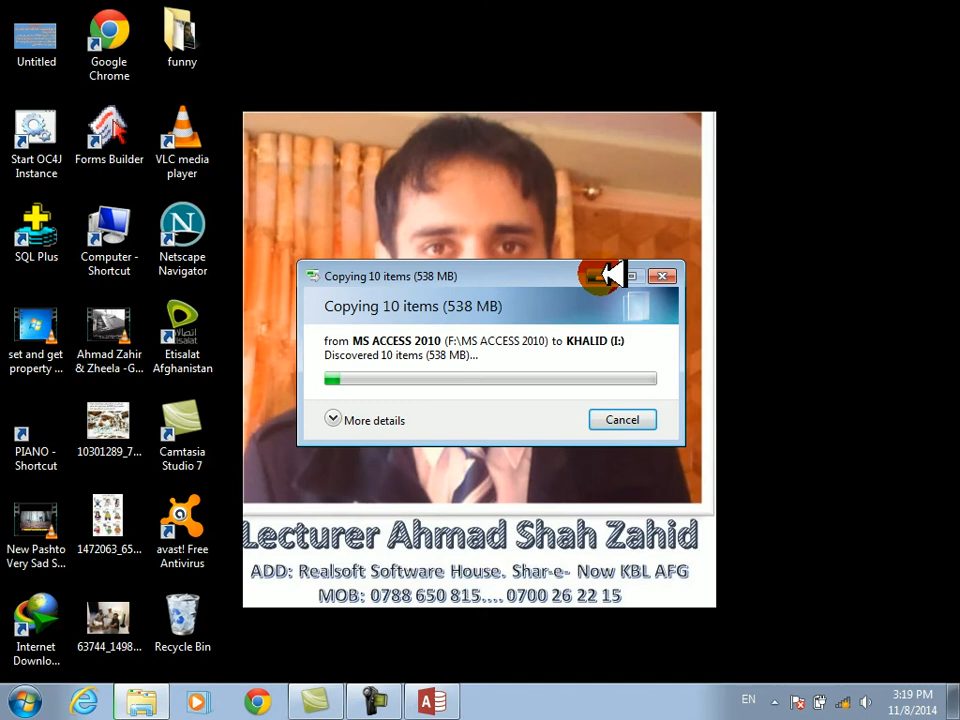 Untitled
Google Chrome
funny
Start OC4J Instance
Forms Builder
VLC media player
SQL Plus
Computer - Shortcut
Netscape Navigator
set and get property ...
Ahmad Zahir & Zheela -G...
Etisalat Afghanistan
PIANO - Shortcut
10301289_7...
Camtasia Studio 7
New Pashto Very Sad S...
1472063_65...
avast! Free Antivirus
Internet Downlo...
63744_1498...
Recycle Bin
Copying 10 items (538 MB)
Copying 10 items (538 MB)
from MS ACCESS 2010 (F:\MS ACCESS 2010) to KHALID (I:)
Discovered 10 items (538 MB)...
More details
Cancel
Lecturer Ahmad Shah Zahid
ADD: Realsoft Software House. Shar-e- Now KBL AFG
MOB: 0788 650 815.... 0700 26 22 15
EN
3:19 PM
11/8/2014